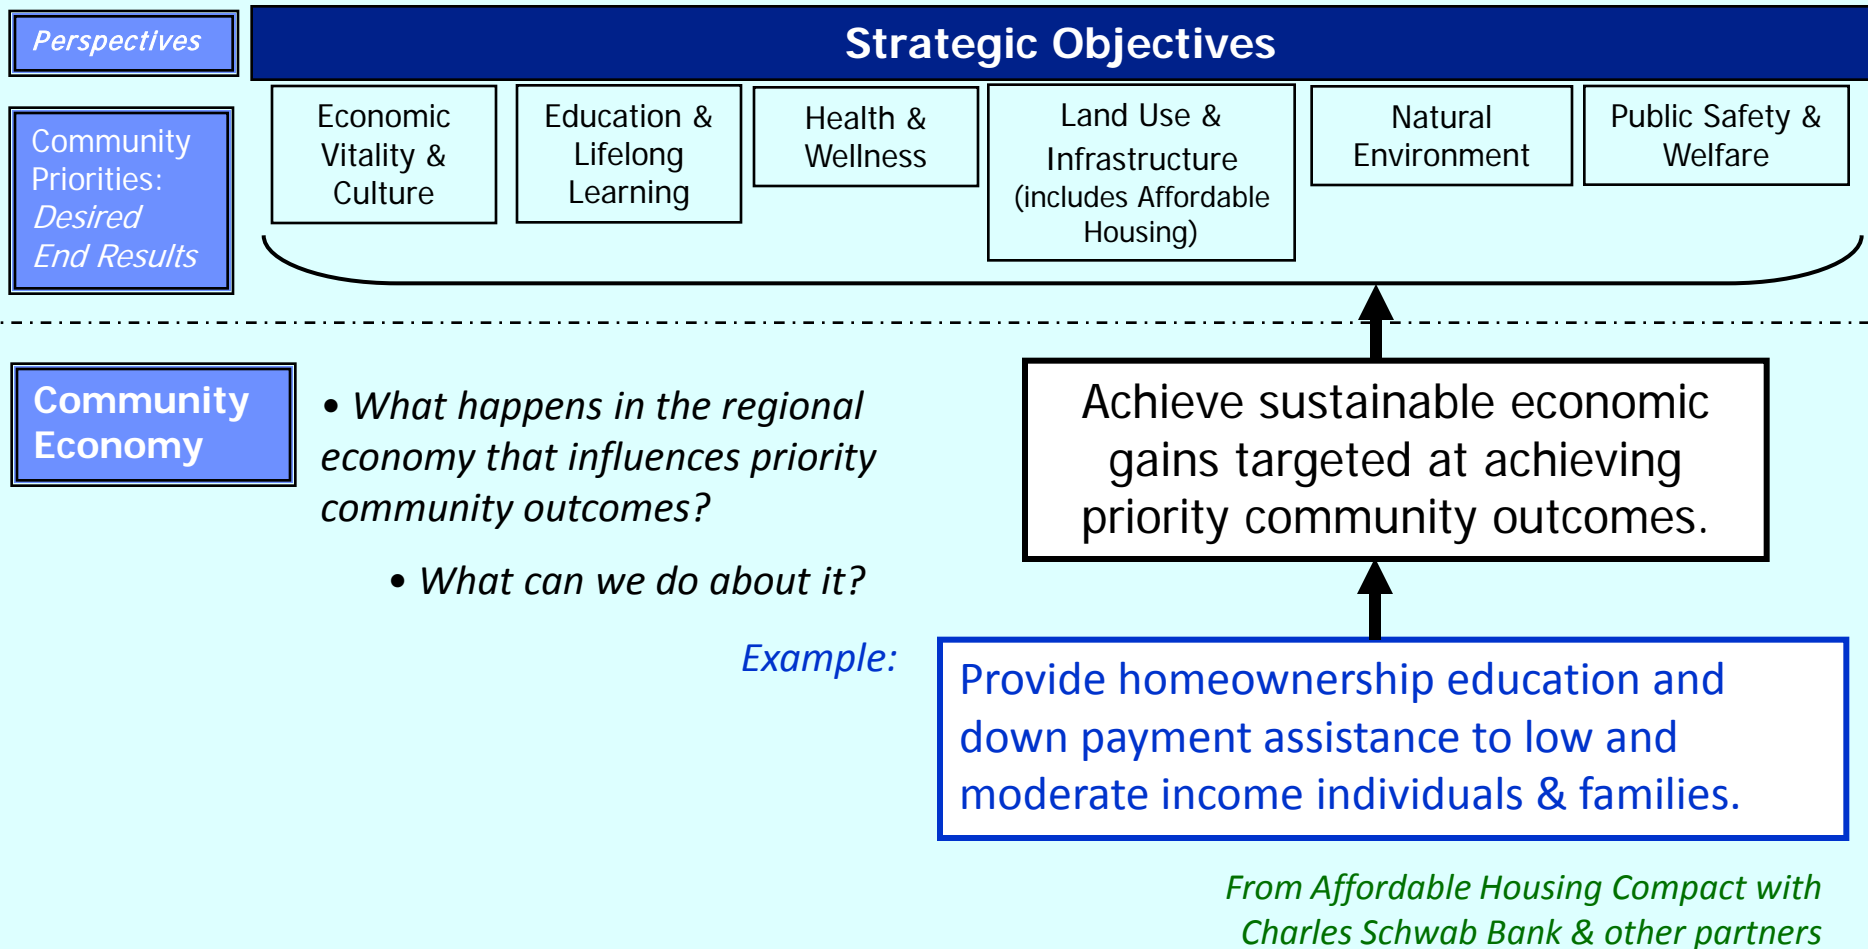 Perspectives
Strategic Objectives
Community
Priorities:
Desired
End Results
Economic
Vitality &
Culture
Education &
Lifelong
Learning
Health &
Wellness
Land Use &
Infrastructure
(includes Affordable
Housing)
Natural
Environment
Public Safety &
Welfare
Community
Economy
• What happens in the regional
economy that influences priority
community outcomes?
• What can we do about it?
Achieve sustainable economic
gains targeted at achieving
priority community outcomes.
Example:
Provide homeownership education and
down payment assistance to low and
moderate income individuals & families.
From Affordable Housing Compact with
Charles Schwab Bank & other partners